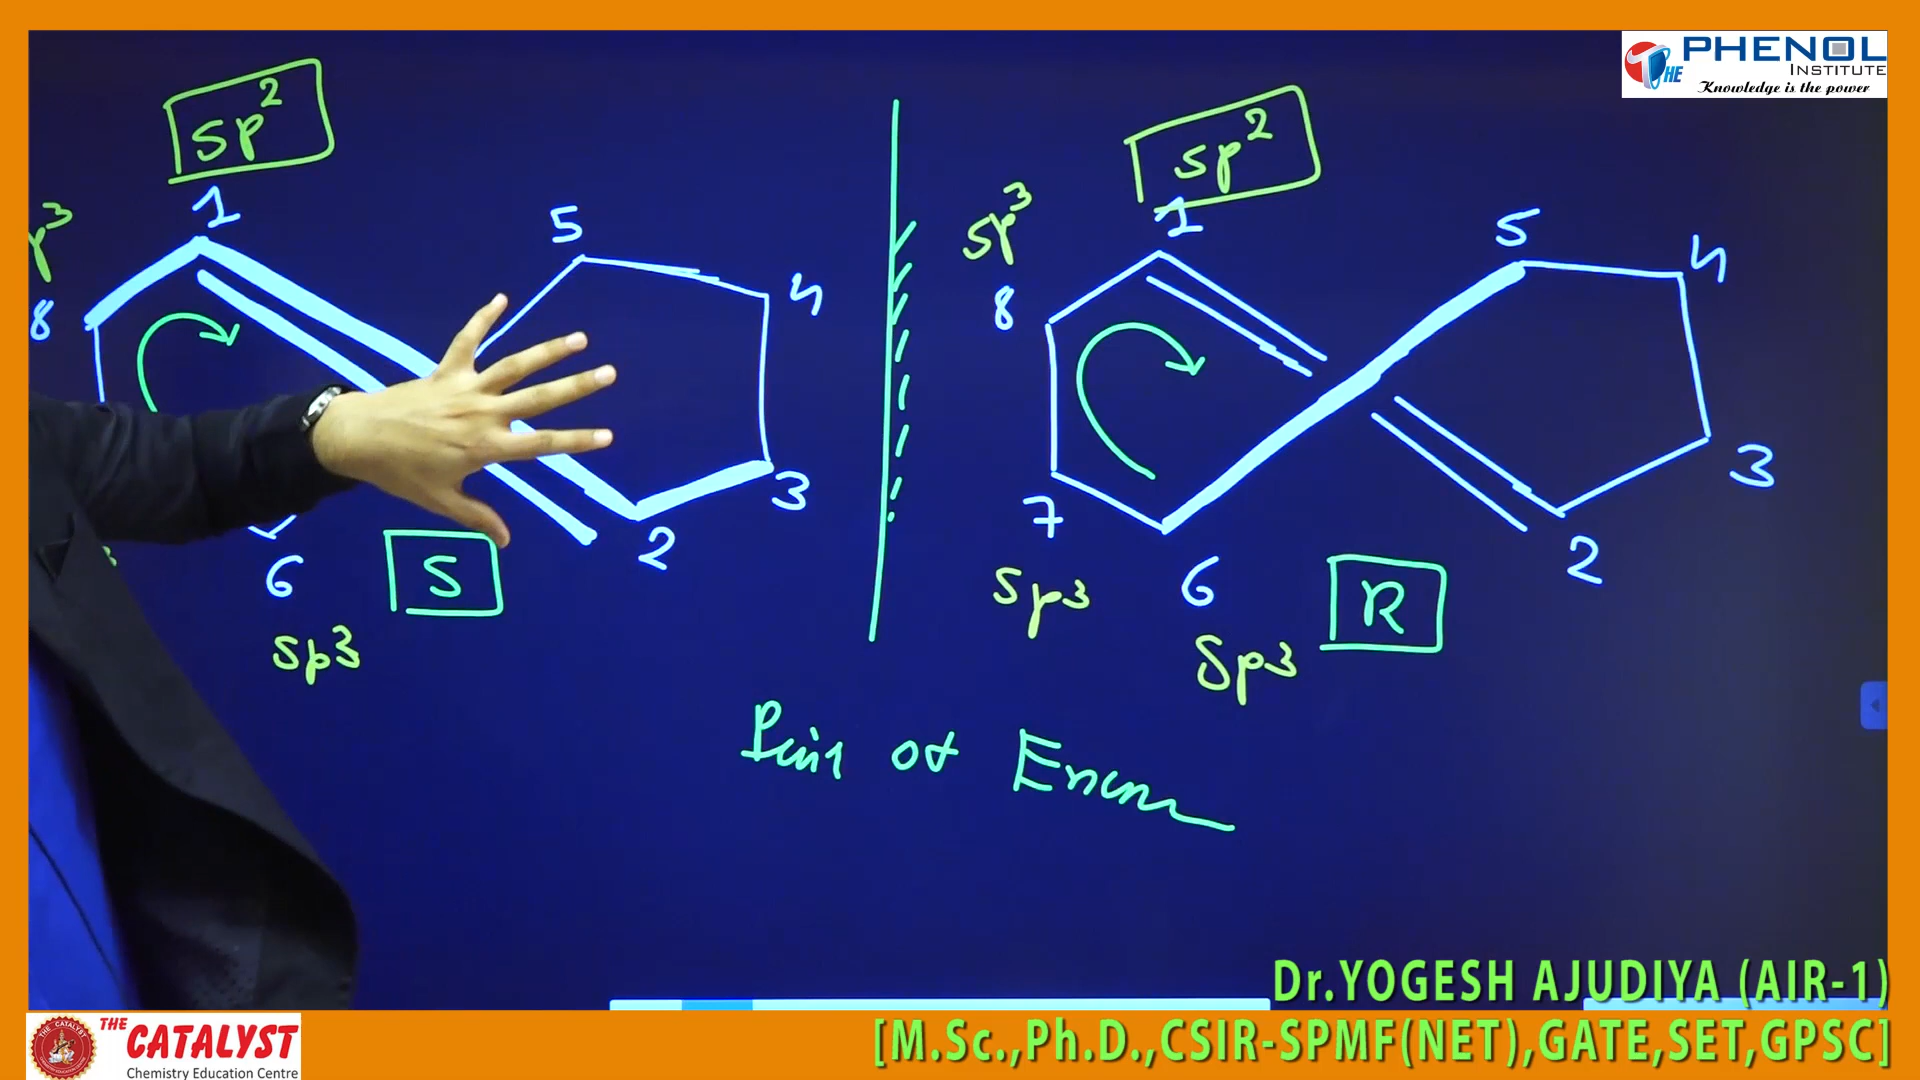 THE
PHENOL
INSTITUTE
Knowledge is the power
sp2
1
8
5
4
3
2
6
sp3
S
sp2
sp3
1
8
5
4
3
2
7
6
sp3
sp3
R
Pair of
Dr.YOGESH AJUDIYA (AIR-1)
[M.Sc.,Ph.D.,CSIR-SPMF(NET),GATE,SET,GPSC]
THE CATALYST
Chemistry Education Centre